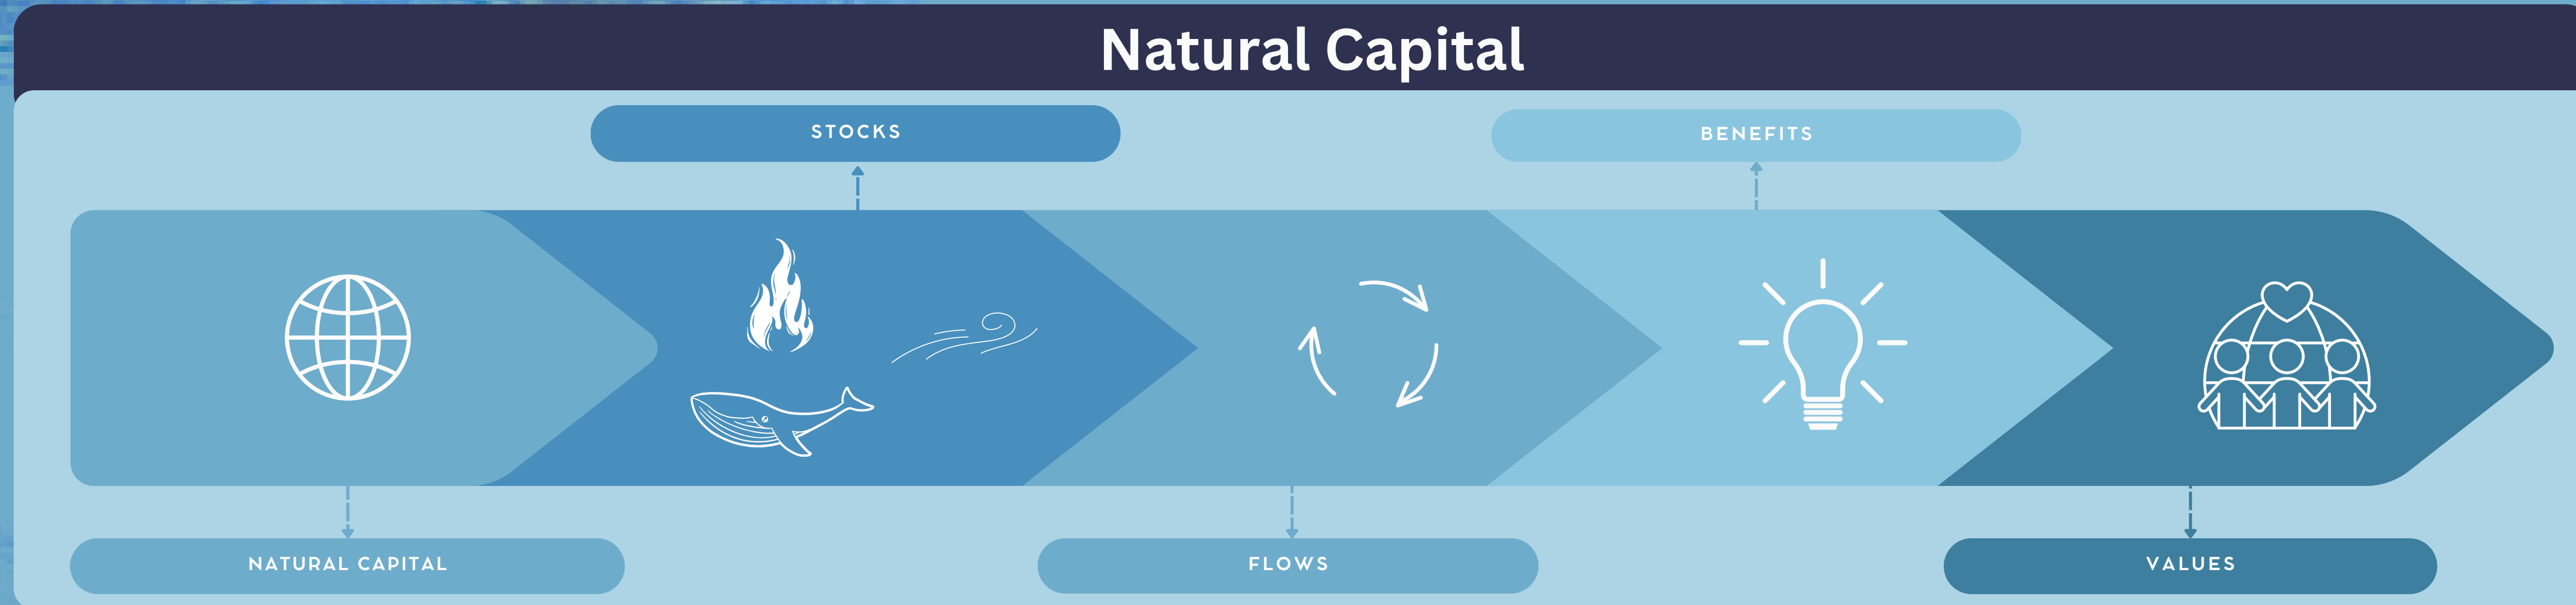 Natural Capital
STOCKS
BENEFITS
NATURAL CAPITAL
FLOWS
VALUES